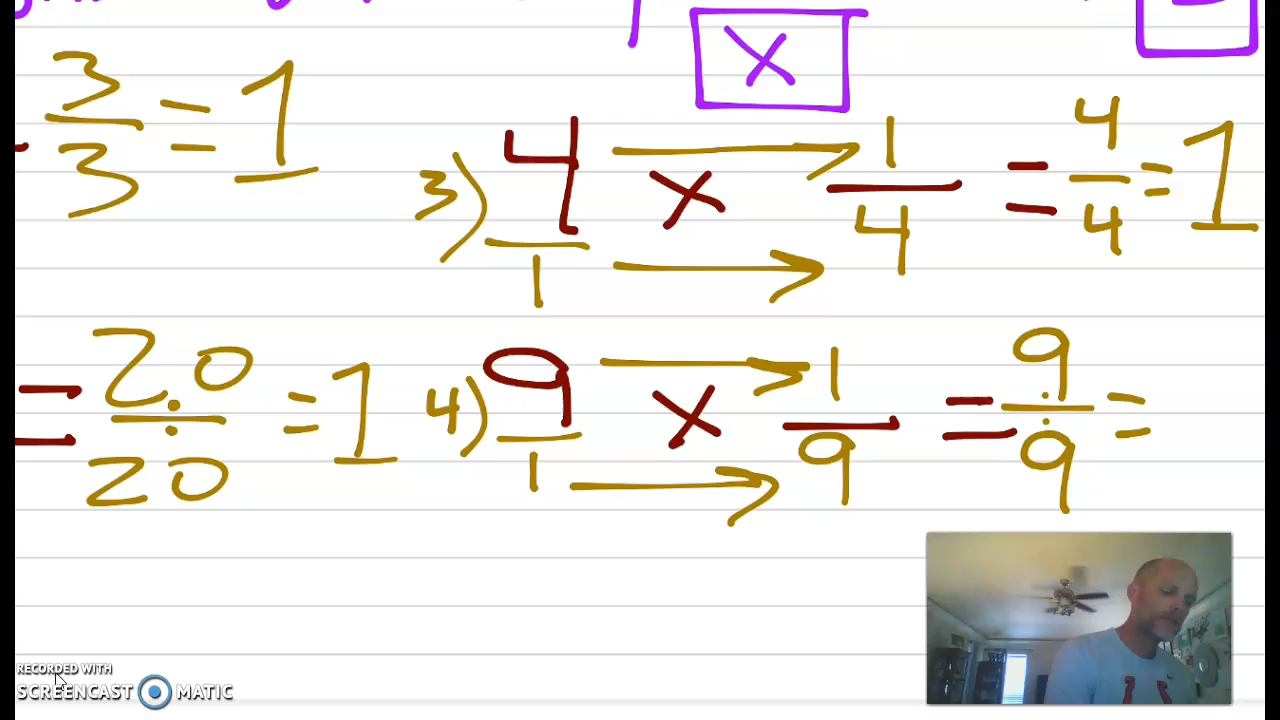 X
3/3 = 1
3) 4/1 X 1/4 = 4/4 = 1
= 20 ÷ 20 = 1
4) 9/1 X 1/9 = 9 ÷ 9 =
RECORDED WITH
SCREENCAST MATIC